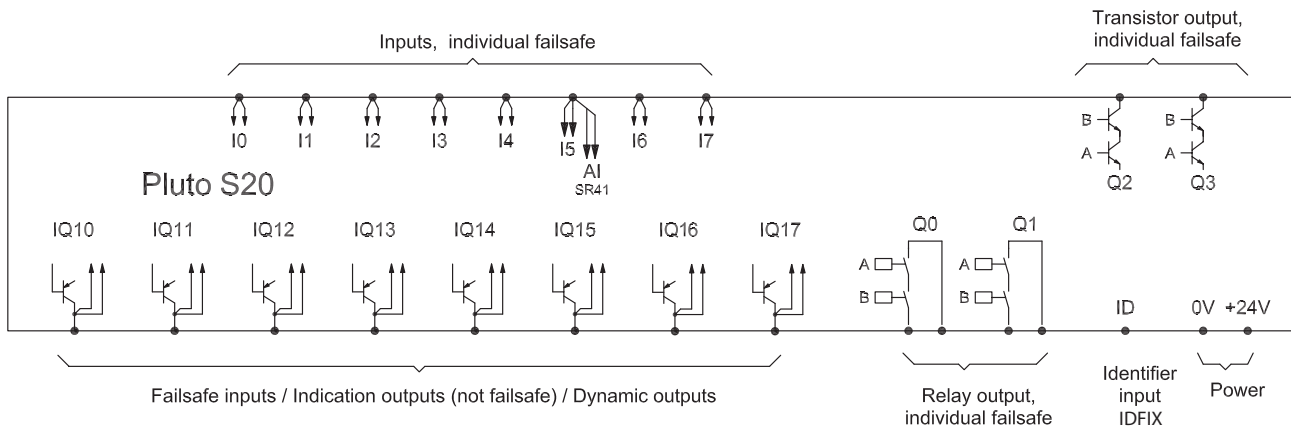 Inputs, individual failsafe
Transistor output,
individual failsafe
I0 I1 I2 I3 I4 I5 I6 I7
AI
SR41
B B
A A
Q2 Q3
Pluto S20
IQ10 IQ11 IQ12 IQ13 IQ14 IQ15 IQ16 IQ17 Q0 Q1
A A
B B
ID 0V +24V
Failsafe inputs / Indication outputs (not failsafe) / Dynamic outputs
Relay output,
individual failsafe
Identifier
input
IDFIX
Power